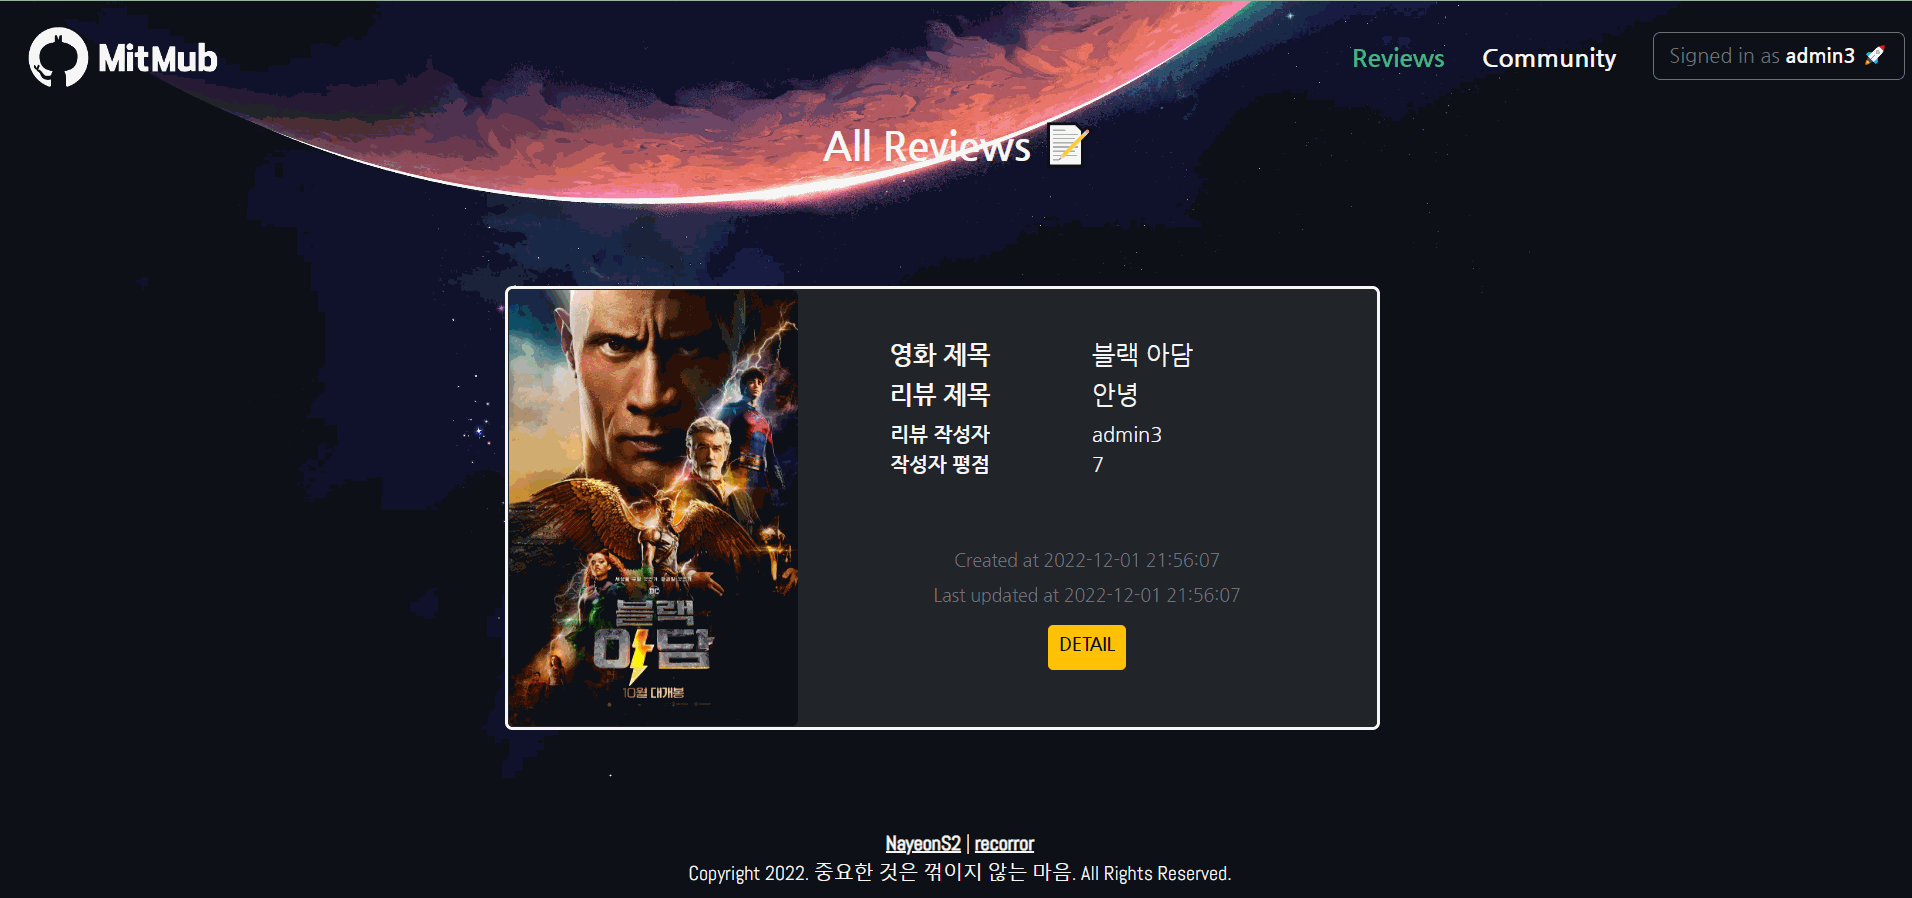 MitMub
Reviews
Community
Signed in as admin3 🚀
All Reviews 📝
영화 제목 블랙 아담
리뷰 제목 안녕
리뷰 작성자 admin3
작성자 평점 7
DC
블랙
아담
10월 대개봉
Created at 2022-12-01 21:56:07
Last updated at 2022-12-01 21:56:07
DETAIL
NayeonS2 | recorror
Copyright 2022. 중요한 것은 꺾이지 않는 마음. All Rights Reserved.